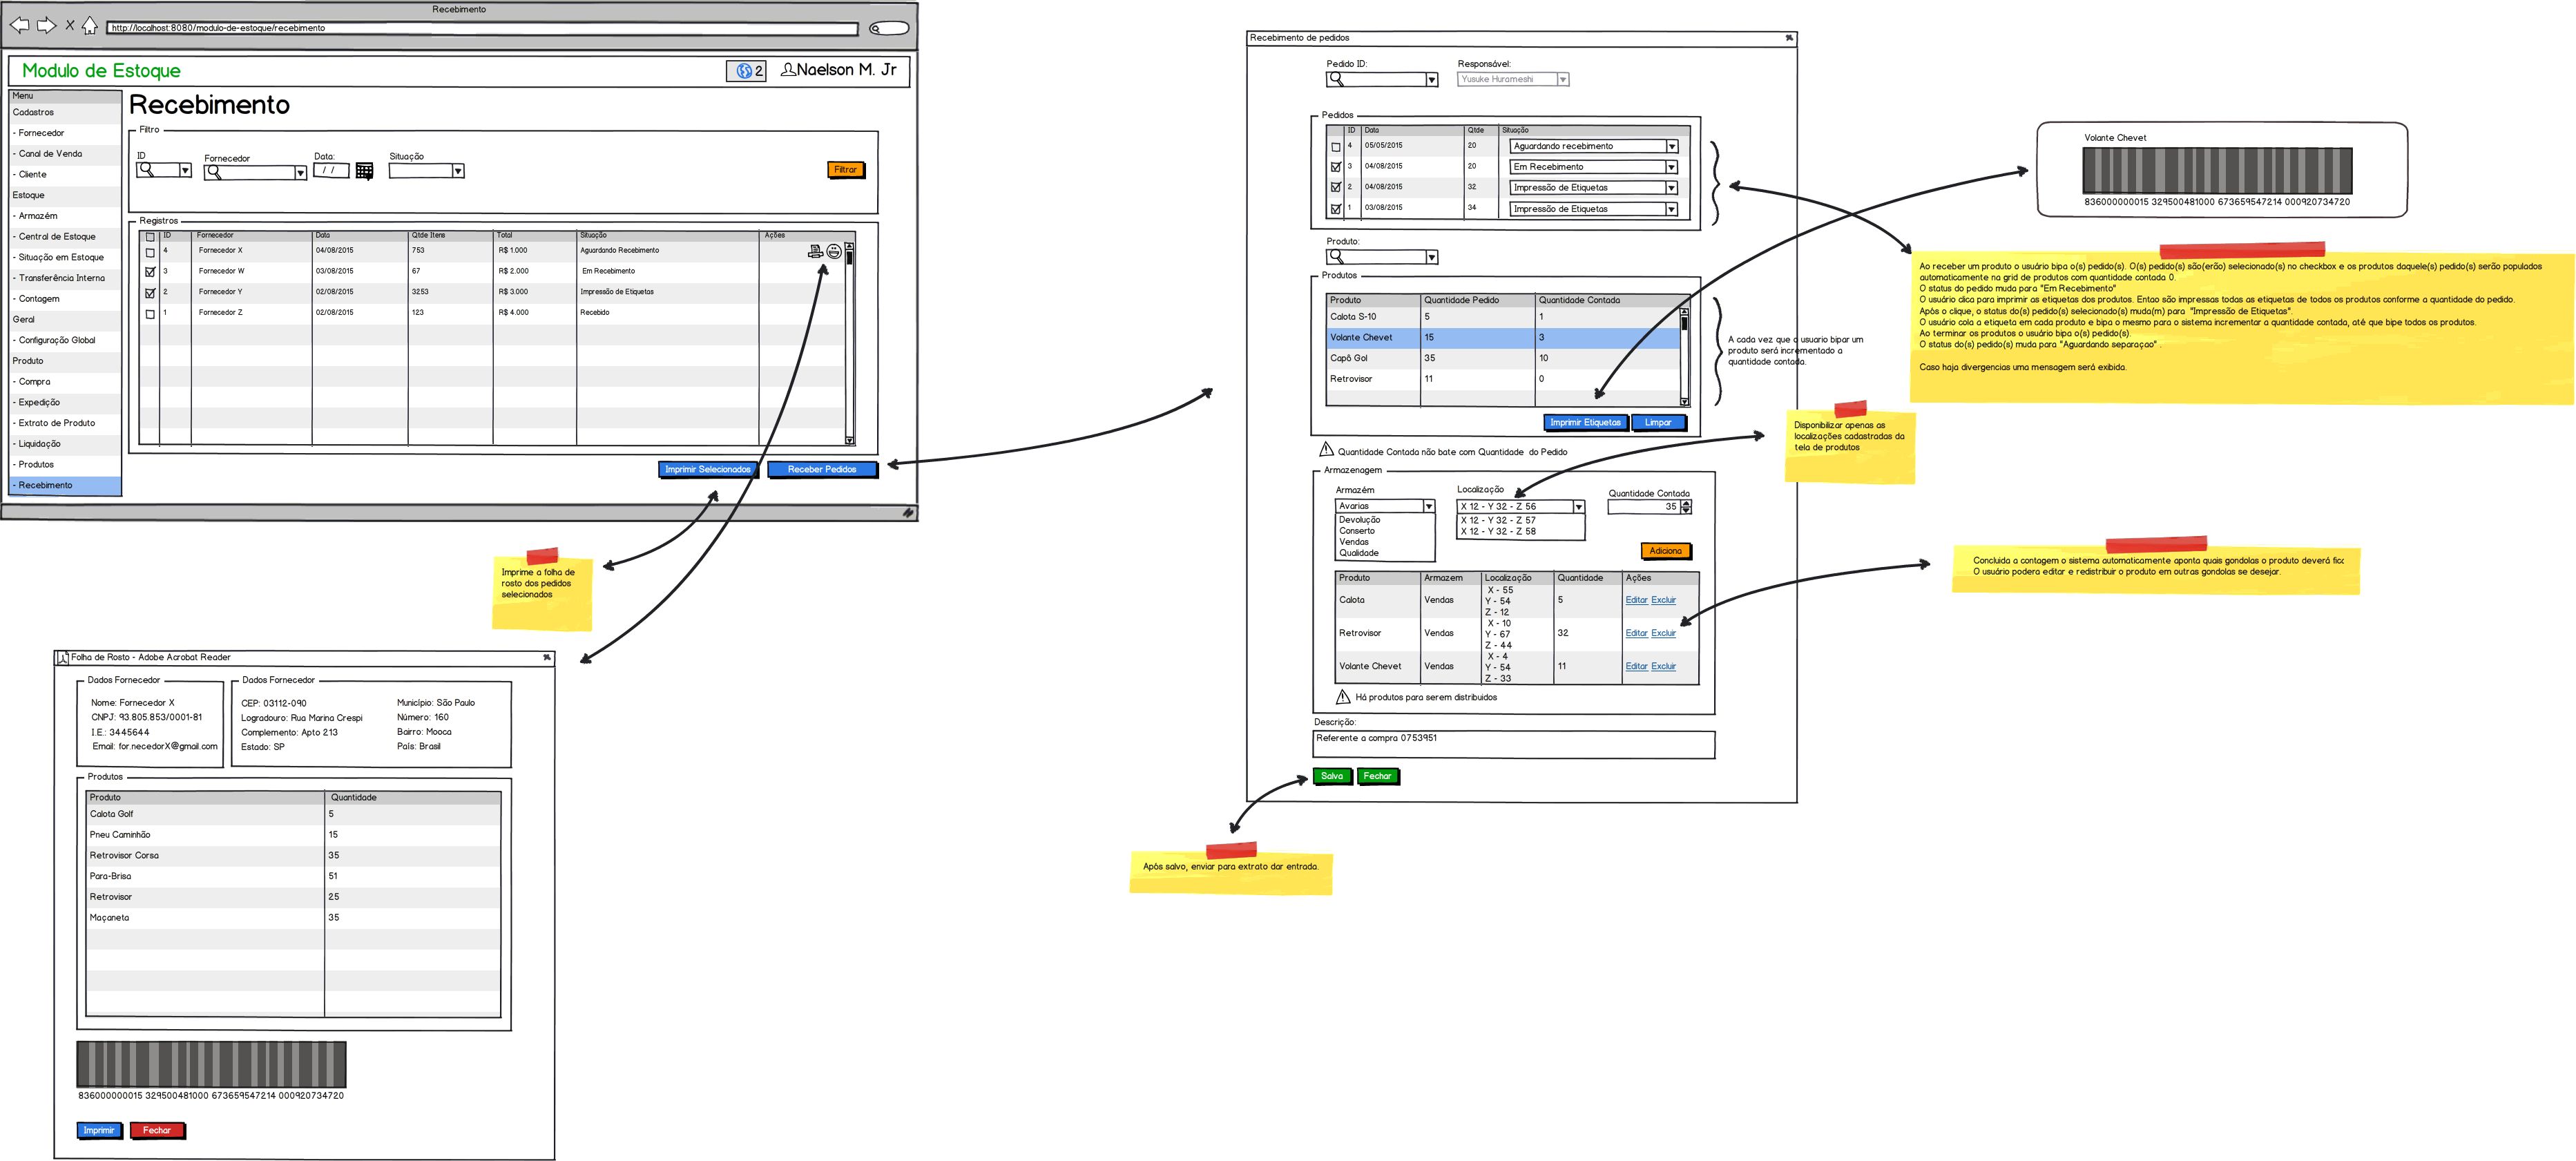 Recebimento
http://localhost:8080/modulo-de-estoque/recebimento
Modulo de Estoque
2
Naelson M. Jr
Menu
Cadastros
- Fornecedor
- Canal de Venda
- Cliente
Estoque
- Armazém
- Central de Estoque
- Situação em Estoque
- Transferência Interna
- Contagem
Geral
- Configuração Global
Produto
- Compra
- Expedição
- Extrato de Produto
- Liquidação
- Produtos
- Recebimento
Recebimento
Filtro
ID Fornecedor Data: Situação
/ /
Filtrar
Registros
ID Fornecedor Data Qtde Itens Total Situação Ações
4 Fornecedor X 04/08/2015 753 R$ 1.000 Aguardando Recebimento
3 Fornecedor W 03/08/2015 67 R$ 2.000 Em Recebimento
2 Fornecedor Y 02/08/2015 3253 R$ 3.000 Impressão de Etiquetas
1 Fornecedor Z 02/08/2015 123 R$ 4.000 Recebido
Imprimir Selecionados Receber Pedidos
Imprime a folha de
rosto dos pedidos
selecionados
Folha de Rosto - Adobe Acrobat Reader
Dados Fornecedor
Nome: Fornecedor X
CNPJ: 93.805.853/0001-81
I.E.: 3445644
Email: for.necedorX@gmail.com
Dados Fornecedor
CEP: 03112-090 Município: São Paulo
Logradouro: Rua Marina Crespi Número: 160
Complemento: Apto 213 Bairro: Mooca
Estado: SP País: Brasil
Produtos
Produto Quantidade
Calota Golf 5
Pneu Caminhão 15
Retrovisor Corsa 35
Para-Brisa 51
Retrovisor 25
Maçaneta 35
836000000015 329500481000 673659547214 000920734720
Imprimir Fechar
Recebimento de pedidos
Pedido ID: Responsável:
Yusuke Hurameshi
Pedidos
ID Data Qtde Situação
4 05/05/2015 20 Aguardando recebimento
3 04/08/2015 20 Em Recebimento
2 04/08/2015 32 Impressão de Etiquetas
1 03/08/2015 34 Impressão de Etiquetas
Produto:
Produtos
Produto Quantidade Pedido Quantidade Contada
Calota S-10 5 1
Volante Chevet 15 3
Capô Gol 35 10
Retrovisor 11 0
Imprimir Etiquetas Limpar
Quantidade Contada não bate com Quantidade do Pedido
Armazenagem
Armazém Localização Quantidade Contada
Avarias X 12 - Y 32 - Z 56 35
Devolução X 12 - Y 32 - Z 57
Conserto X 12 - Y 32 - Z 58
Vendas
Qualidade
Adiciona
Produto Armazem Localização Quantidade Ações
Calota Vendas X - 55 Y - 54 Z - 12 5 Editar Excluir
Retrovisor Vendas X - 10 Y - 67 Z - 44 32 Editar Excluir
Volante Chevet Vendas X - 4 Y - 54 Z - 33 11 Editar Excluir
Há produtos para serem distribuidos
Descrição:
Referente a compra 0753951
Salva Fechar
Após salvo, enviar para extrato dar entrada.
A cada vez que o usuario bipar um
produto será incrementado a
quantidade contada.
Volante Chevet
836000000015 329500481000 673659547214 000920734720
Ao receber um produto o usuário bipa o(s) pedido(s). O(s) pedido(s) são(erão) selecionado(s) no checkbox e os produtos daquele(s) pedido(s) serão populados
automaticamente na grid de produtos com quantidade contada 0.
O status do pedido muda para "Em Recebimento"
O usuário clica para imprimir as etiquetas dos produtos. Entao são impressas todas as etiquetas de todos os produtos conforme a quantidade do pedido.
Após o clique, o status do(s) pedido(s) selecionado(s) muda(m) para "Impressão de Etiquetas".
O usuário cola a etiqueta em cada produto e bipa o mesmo para o sistema incrementar a quantidade contada, até que bipe todos os produtos.
Ao terminar os produtos o usuário bipa o(s) pedido(s).
O status do(s) pedido(s) muda para "Aguardando separaçao" .
Caso haja divergencias uma mensagem será exibida.
Disponibilizar apenas as
localizações cadastradas da
tela de produtos
Concluida a contagem o sistema automaticamente aponta quais gondolas o produto deverá fic
O usuário podera editar e redistribuir o produto em outras gondolas se desejar.